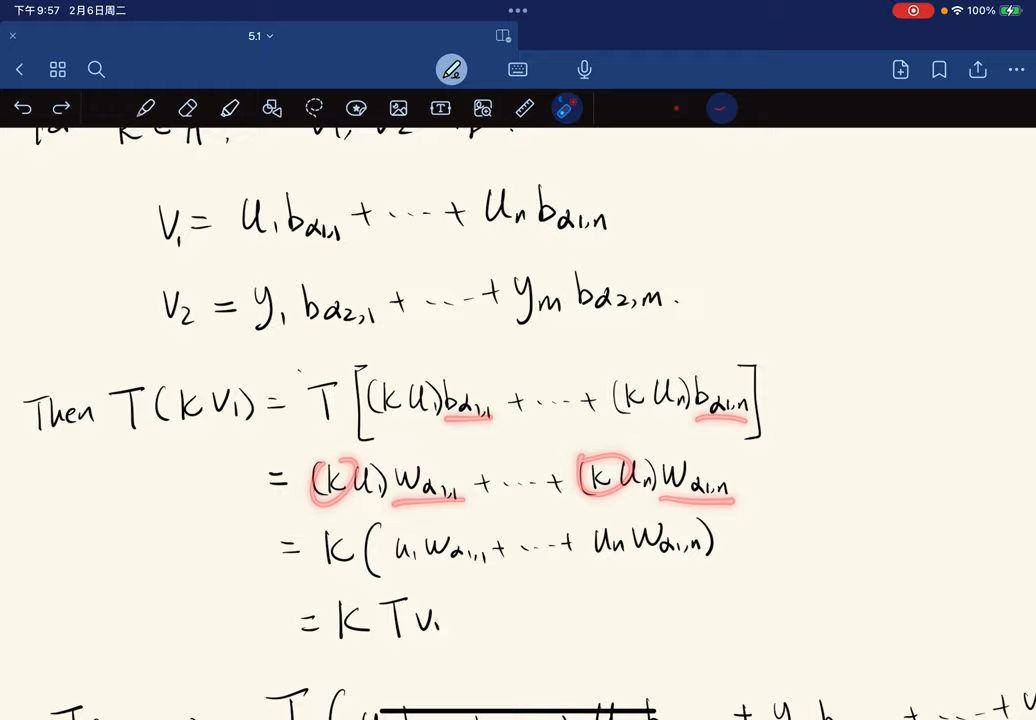 下午9:57 2月6日周二
100%
5.1
V₁ = u₁b_{α1,1} + ⋯ + uₙb_{α1,n}
V₂ = y₁b_{α2,1} + ⋯ + yₘb_{α2,m}.
Then T(kv₁) = T[(ku₁)b_{α1,1} + ⋯ + (kuₙ)b_{α1,n}]
= (ku₁)w_{α1,1} + ⋯ + (kuₙ)w_{α1,n}
= k(u₁w_{α1,1} + ⋯ + uₙw_{α1,n})
= kTv₁